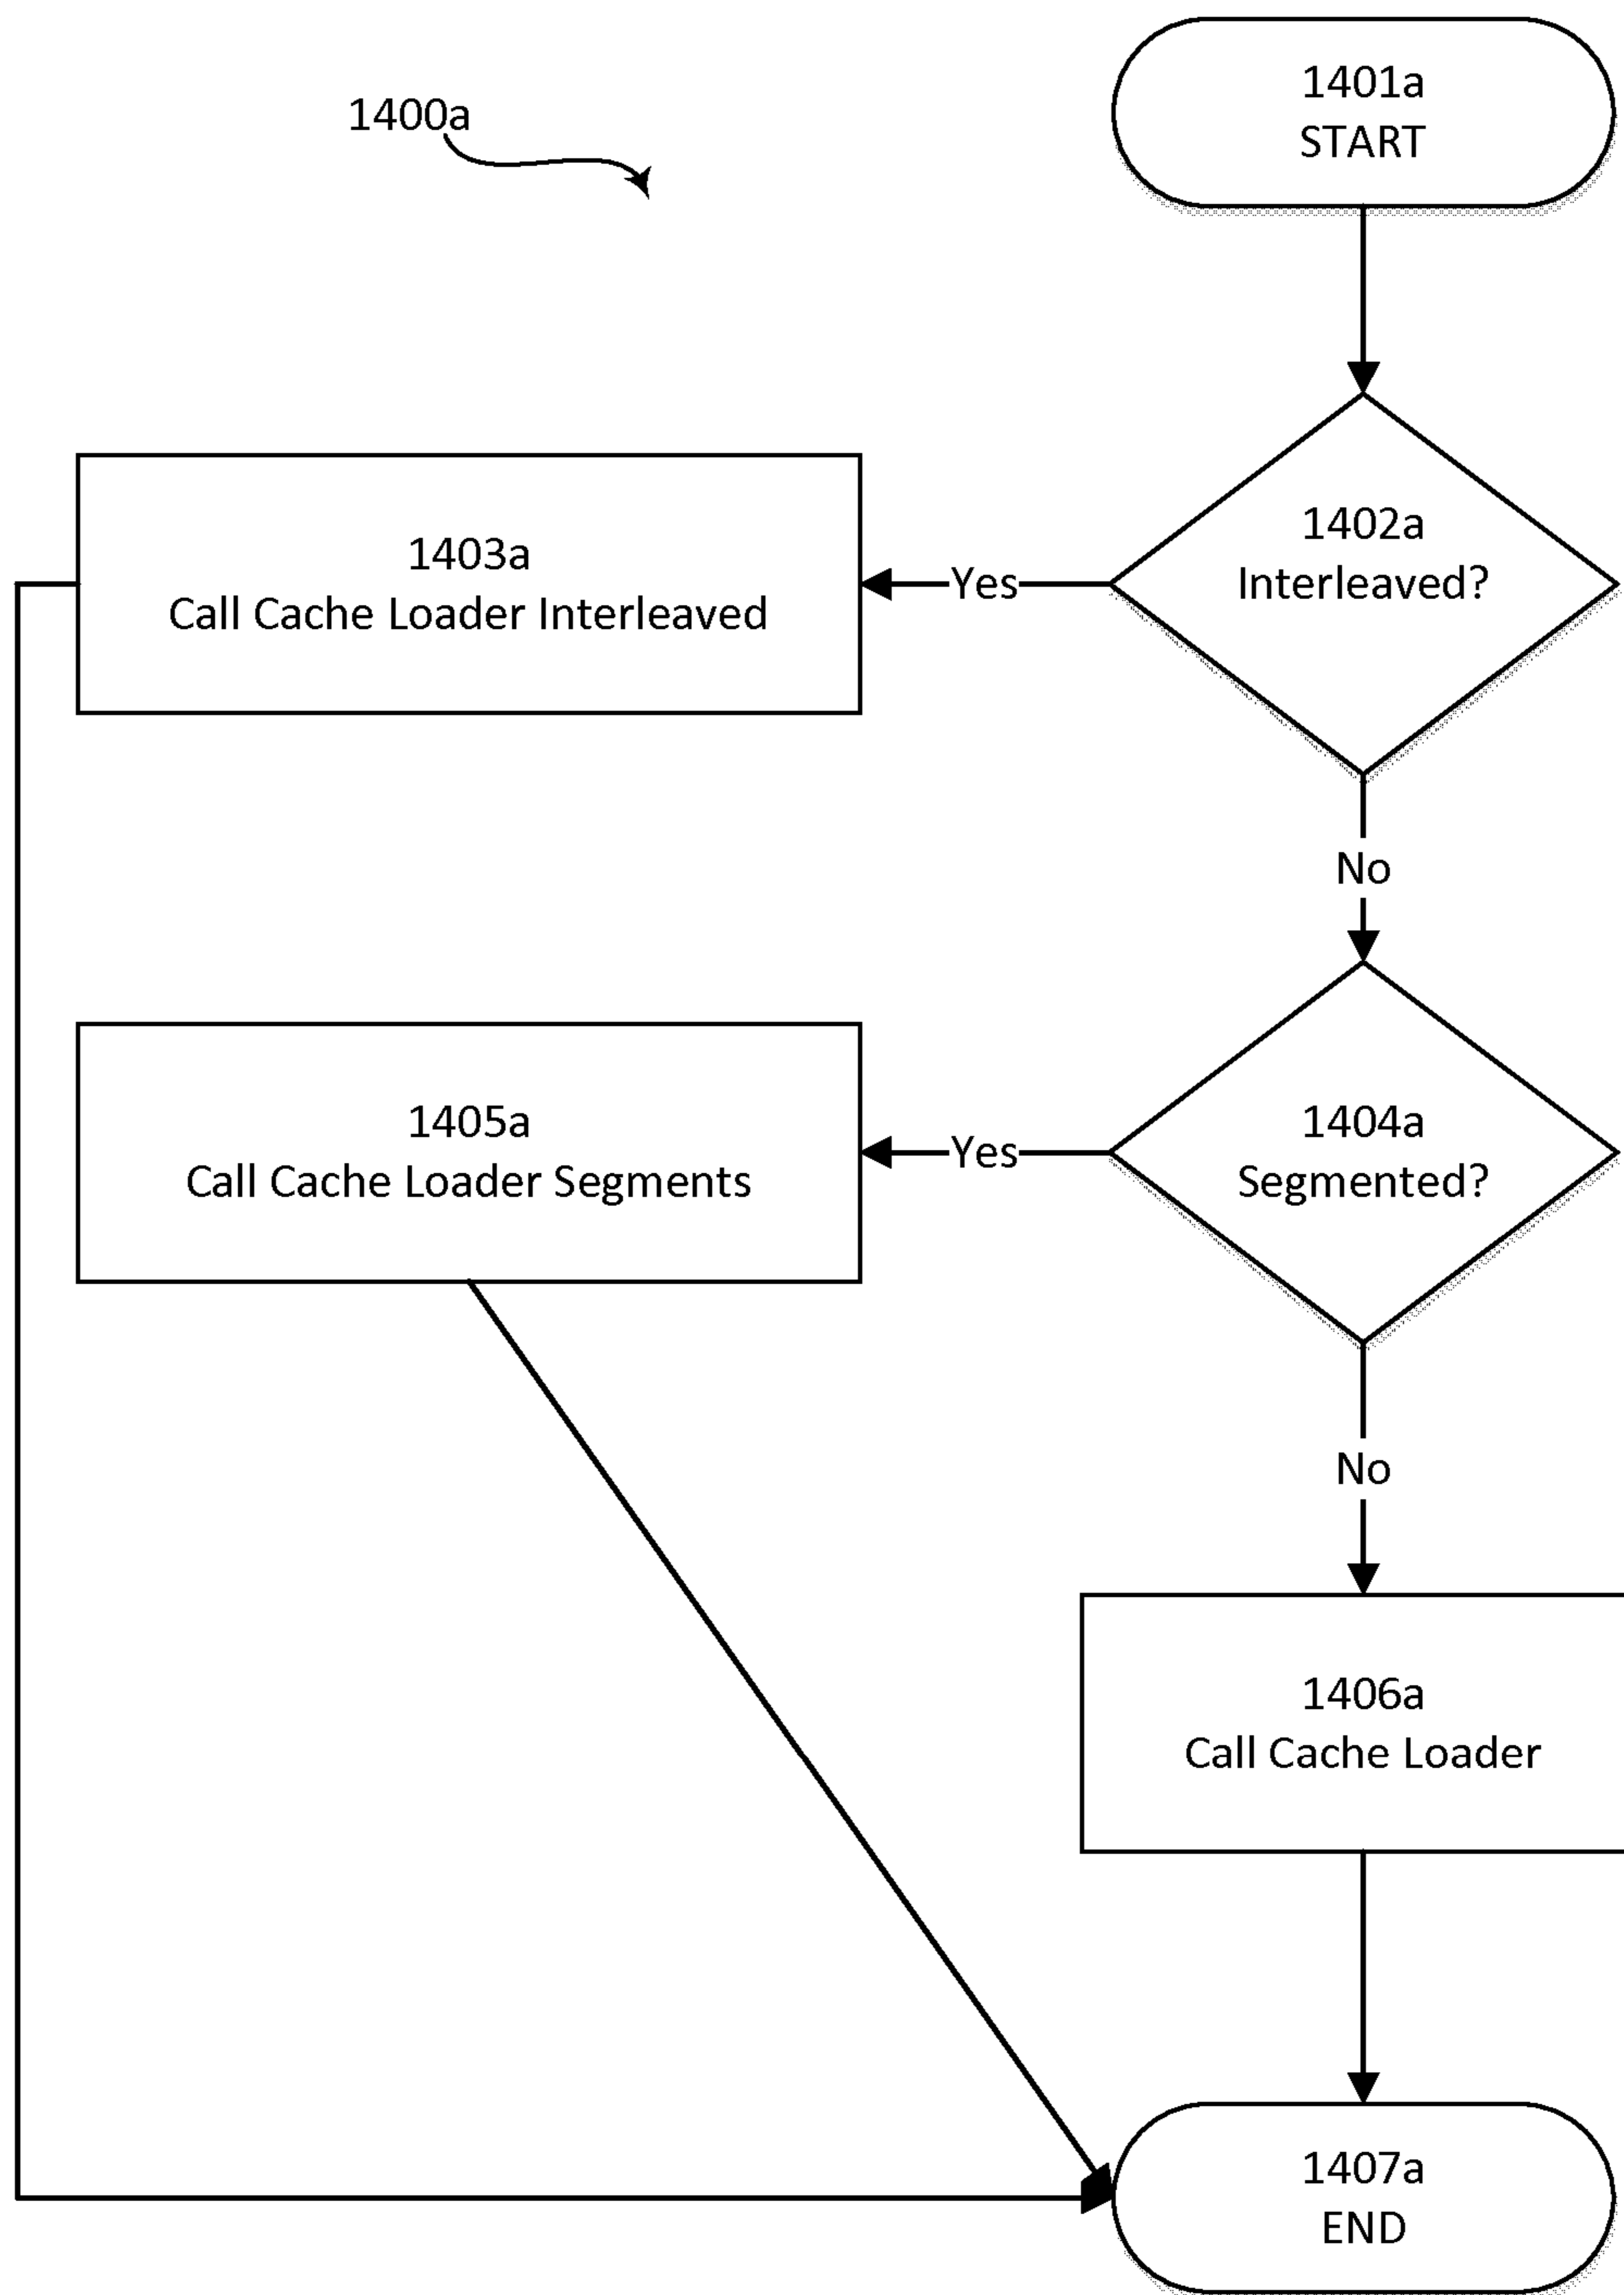 1400a
1401a
START
1402a
Interleaved?
Yes
1403a
Call Cache Loader Interleaved
No
1404a
Segmented?
Yes
1405a
Call Cache Loader Segments
No
1406a
Call Cache Loader
1407a
END